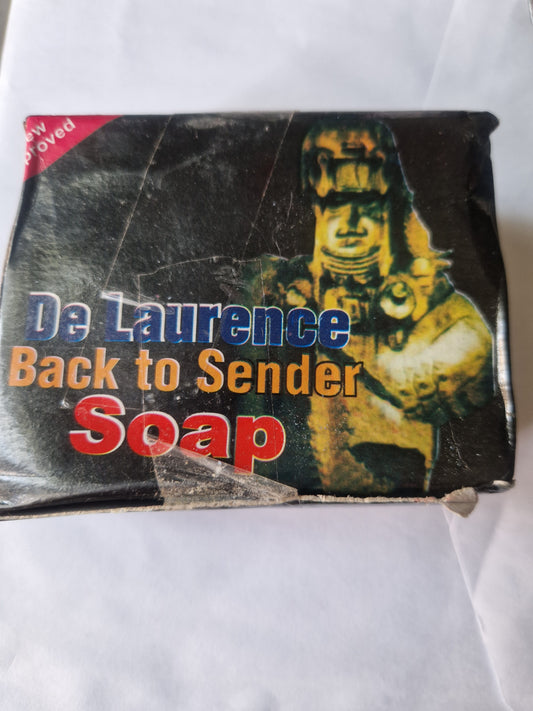 ew
proved
De Laurence
Back to Sender
Soap